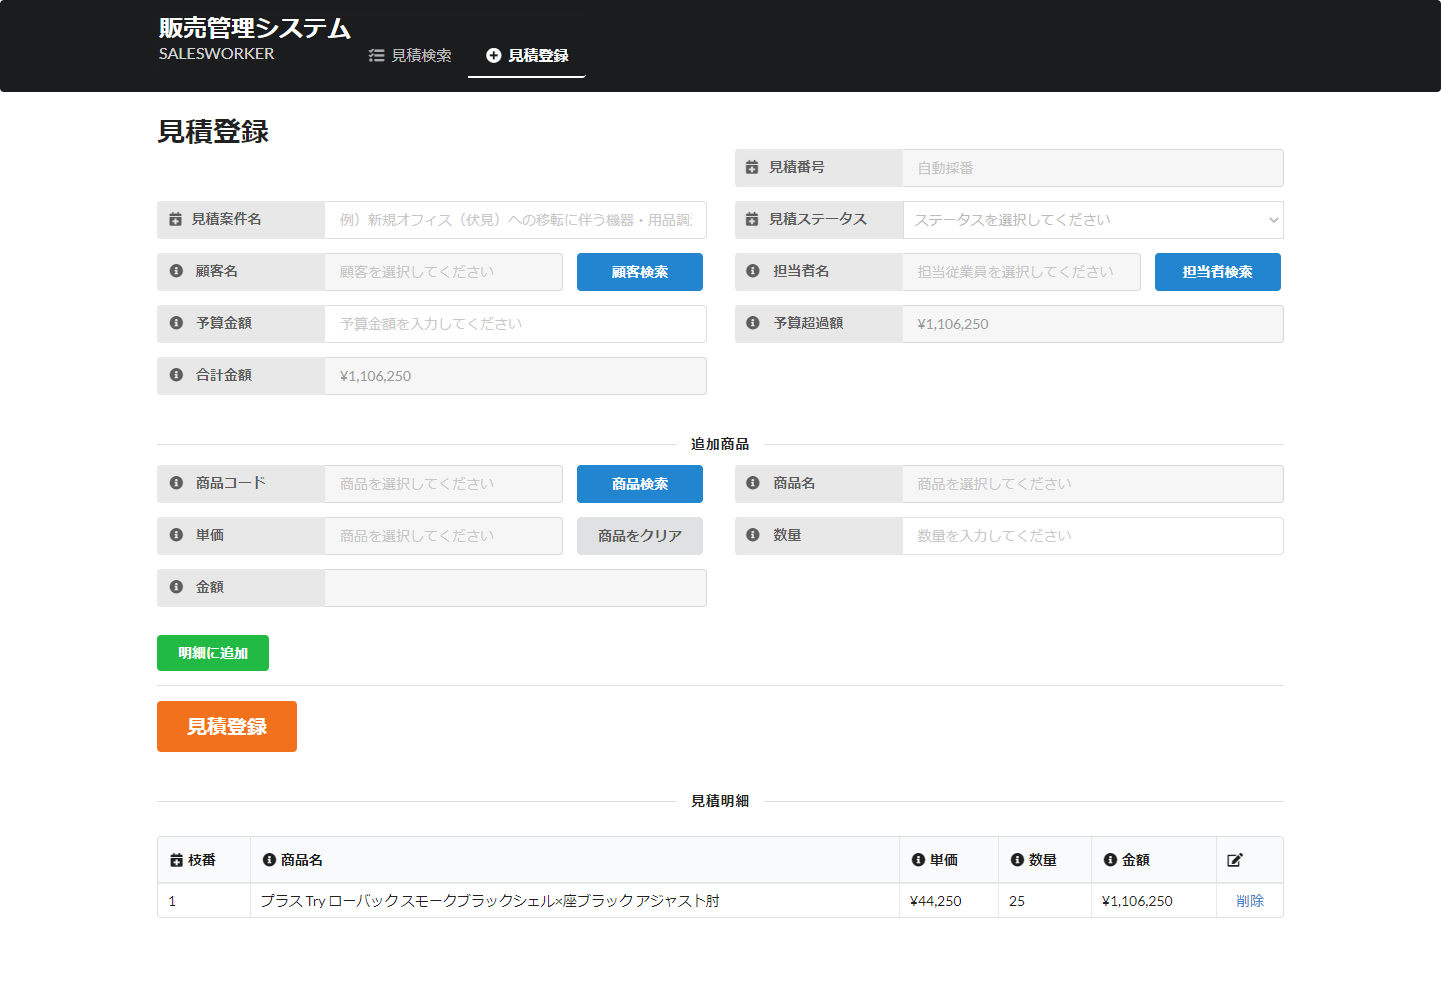 販売管理システム
SALESWORKER
見積検索
見積登録
見積登録
見積番号
自動採番
見積案件名
例）新規オフィス（伏見）への移転に伴う機器・用品調
見積ステータス
ステータスを選択してください
顧客名
顧客を選択してください
顧客検索
担当者名
担当従業員を選択してください
担当者検索
予算金額
予算金額を入力してください
予算超過額
¥1,106,250
合計金額
¥1,106,250
追加商品
商品コード
商品を選択してください
商品検索
商品名
商品を選択してください
単価
商品を選択してください
商品をクリア
数量
数量を入力してください
金額
明細に追加
見積登録
見積明細
枝番 商品名 単価 数量 金額
1 プラス Try ローバック スモークブラックシェル×座ブラック アジャスト肘 ¥44,250 25 ¥1,106,250 削除